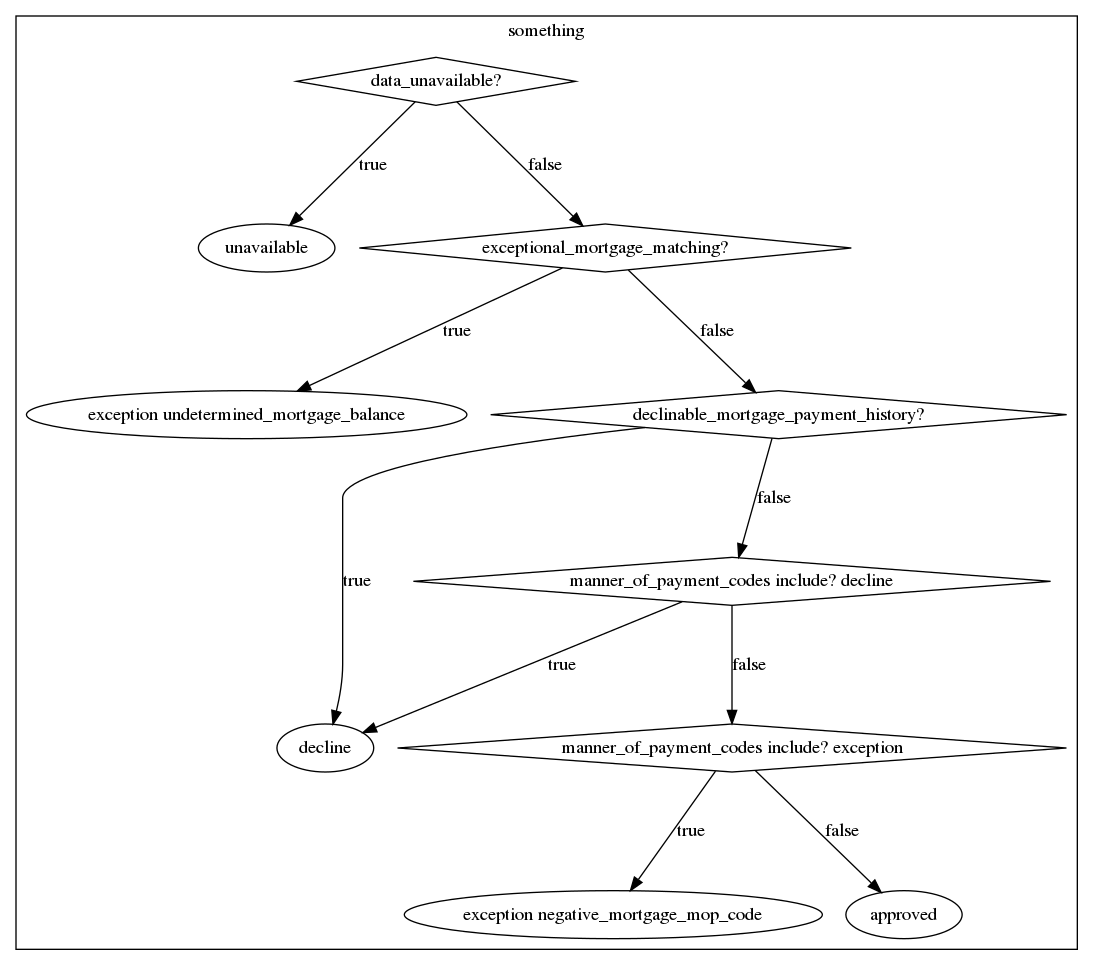 something
data_unavailable?
true
false
unavailable
exceptional_mortgage_matching?
true
false
exception undetermined_mortgage_balance
declinable_mortgage_payment_history?
false
true
manner_of_payment_codes include? decline
true
false
decline
manner_of_payment_codes include? exception
true
false
exception negative_mortgage_mop_code
approved